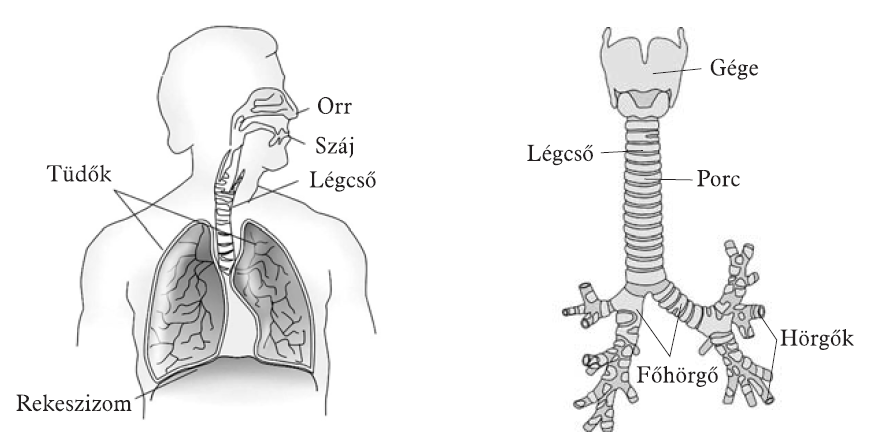 Orr
Száj
Légcső
Tüdők
Rekeszizom
Gége
Légcső
Porc
Hörgők
Főhörgő